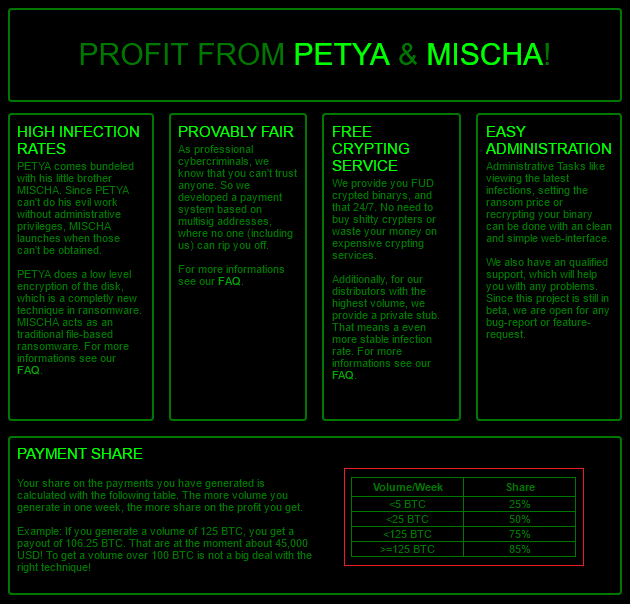 PROFIT FROM PETYA & MISCHA!
HIGH INFECTION
RATES
PETYA comes bundeled
with his little brother
MISCHA. Since PETYA
can't do his evil work
without administrative
privileges, MISCHA
launches when those
can't be obtained.
PETYA does a low level
encryption of the disk,
which is a completly new
technique in ransomware.
MISCHA acts as an
traditional file-based
ransomware. For more
informations see our
FAQ
PROVABLY FAIR
As professional
cybercriminals, we
know that you can't trust
anyone. So we
developed a payment
system based on
multisig addresses,
where no one (including
us) can rip you off.
For more informations
see our FAQ.
FREE
CRYPTING
SERVICE
We provide you FUD
crypted binarys, and
that 24/7. No need to
buy shitty crypters or
waste your money on
expensive crypting
services.
Additionally, for our
distributors with the
highest volume, we
provide a private stub.
That means a even
more stable infection
rate. For more
informations see our
FAQ.
EASY
ADMINISTRATION
Administrative Tasks like
viewing the latest
infections, setting the
ransom price or
recrypting your binary
can be done with an clean
and simple web-interface.
We also have an qualified
support, which will help
you with any problems.
Since this project is still in
beta, we are open for any
bug-report or feature-
request.
PAYMENT SHARE
Your share on the payments you have generated is
calculated with the following table. The more volume you
generate in one week, the more share on the profit you get.
Example: If you generate a volume of 125 BTC, you get a
payout of 106.25 BTC. That are at the moment about 45,000
USD! To get a volume over 100 BTC is not a big deal with the
right technique!
Volume/Week Share
<5 BTC 25%
<25 BTC 50%
<125 BTC 75%
>=125 BTC 85%